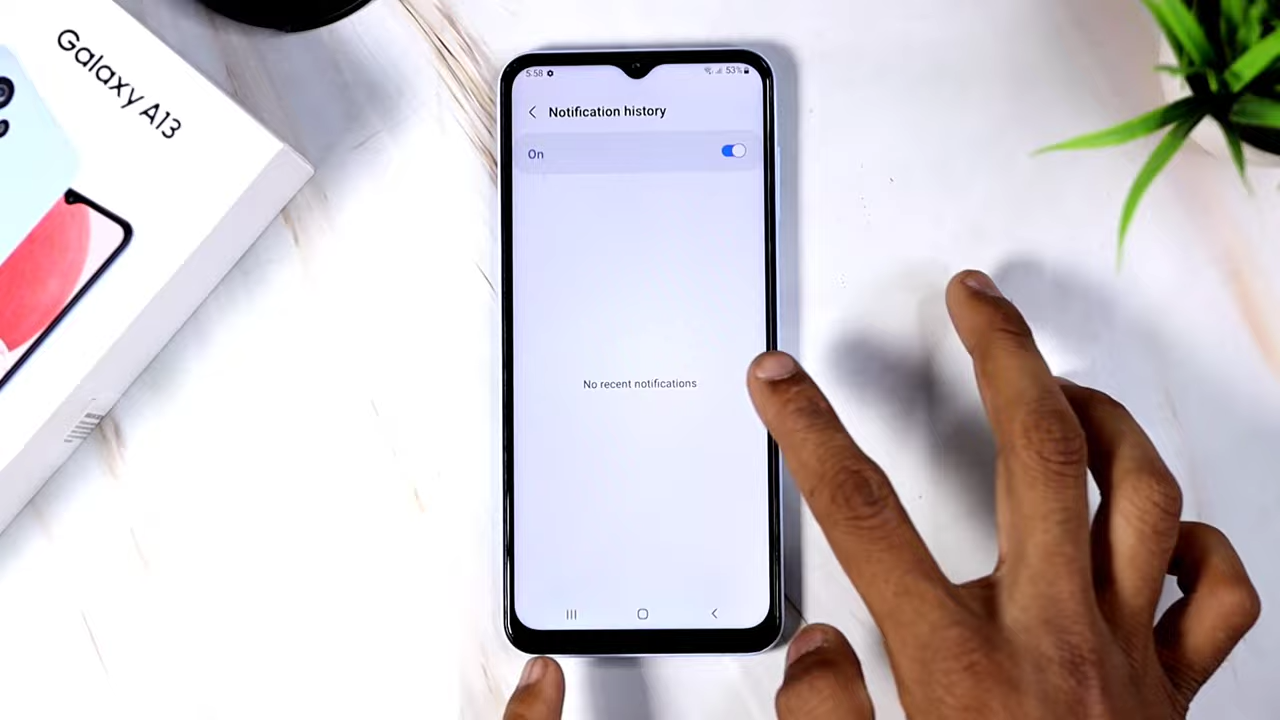 Galaxy A13
5:58
53%
Notification history
On
No recent notifications